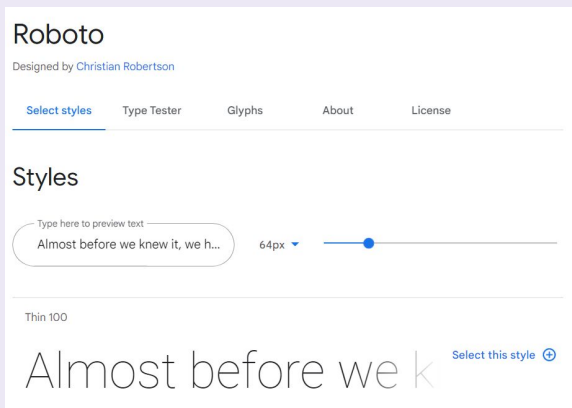 Roboto
Designed by Christian Robertson
Select styles Type Tester Glyphs About License
Styles
Type here to preview text
Almost before we knew it, we h...
64px
Thin 100
Select this style
Almost before we k